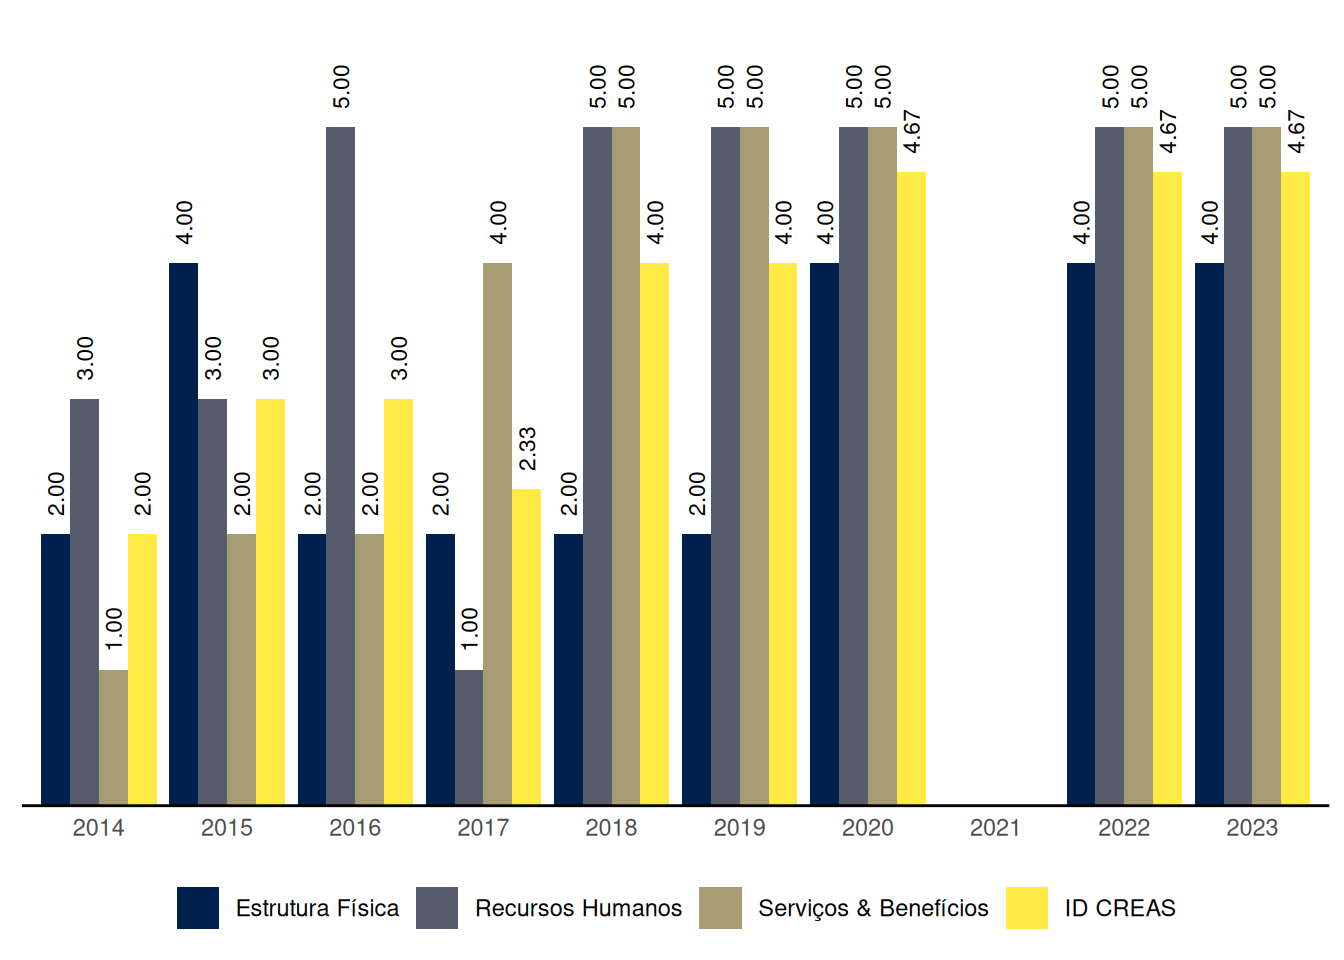 5.00 5.00 5.00 5.00 5.00 5.00 5.00 5.00 5.00 5.00 5.00
4.67 4.67 4.67
4.00 4.00 4.00 4.00 4.00 4.00 4.00
3.00 3.00 3.00 3.00
2.33
2.00 2.00 2.00 2.00 2.00 2.00 2.00 2.00
1.00 1.00
2014 2015 2016 2017 2018 2019 2020 2021 2022 2023
Estrutura Física Recursos Humanos Serviços & Benefícios ID CREAS